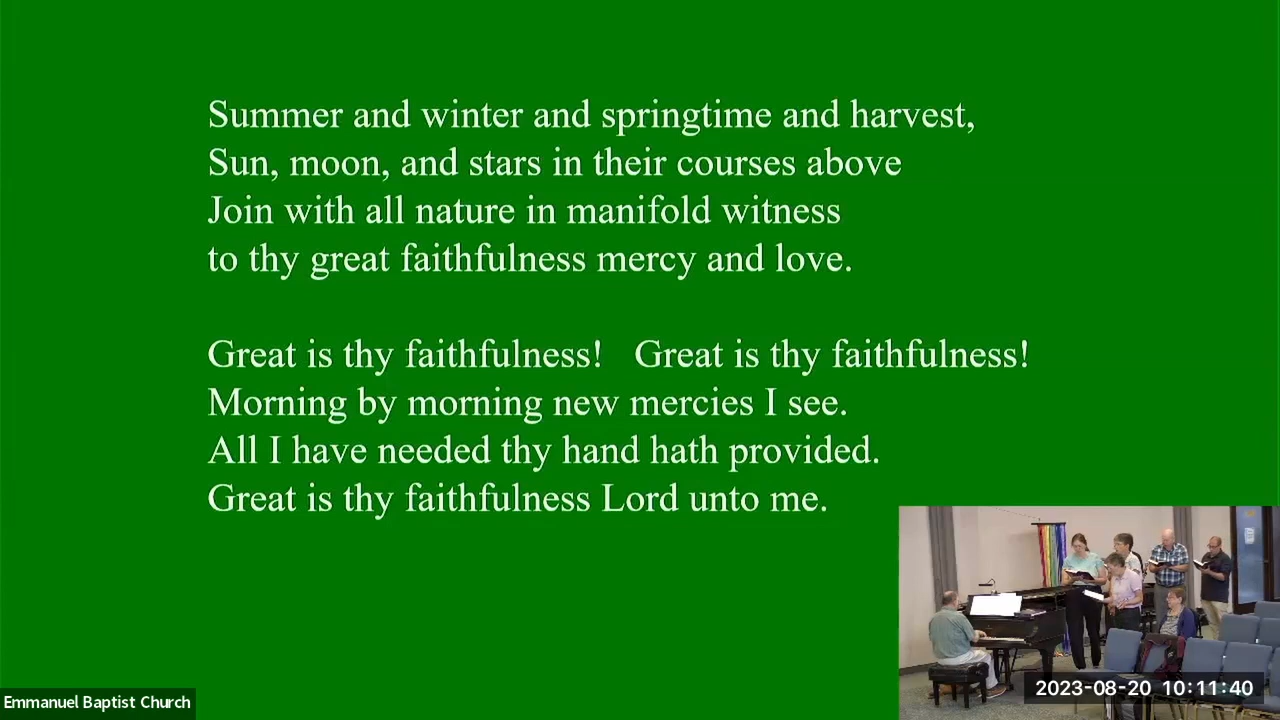 Summer and winter and springtime and harvest,
Sun, moon, and stars in their courses above
Join with all nature in manifold witness
to thy great faithfulness mercy and love.
Great is thy faithfulness! Great is thy faithfulness!
Morning by morning new mercies I see.
All I have needed thy hand hath provided.
Great is thy faithfulness Lord unto me.
Emmanuel Baptist Church
2023-08-20 10:11:40